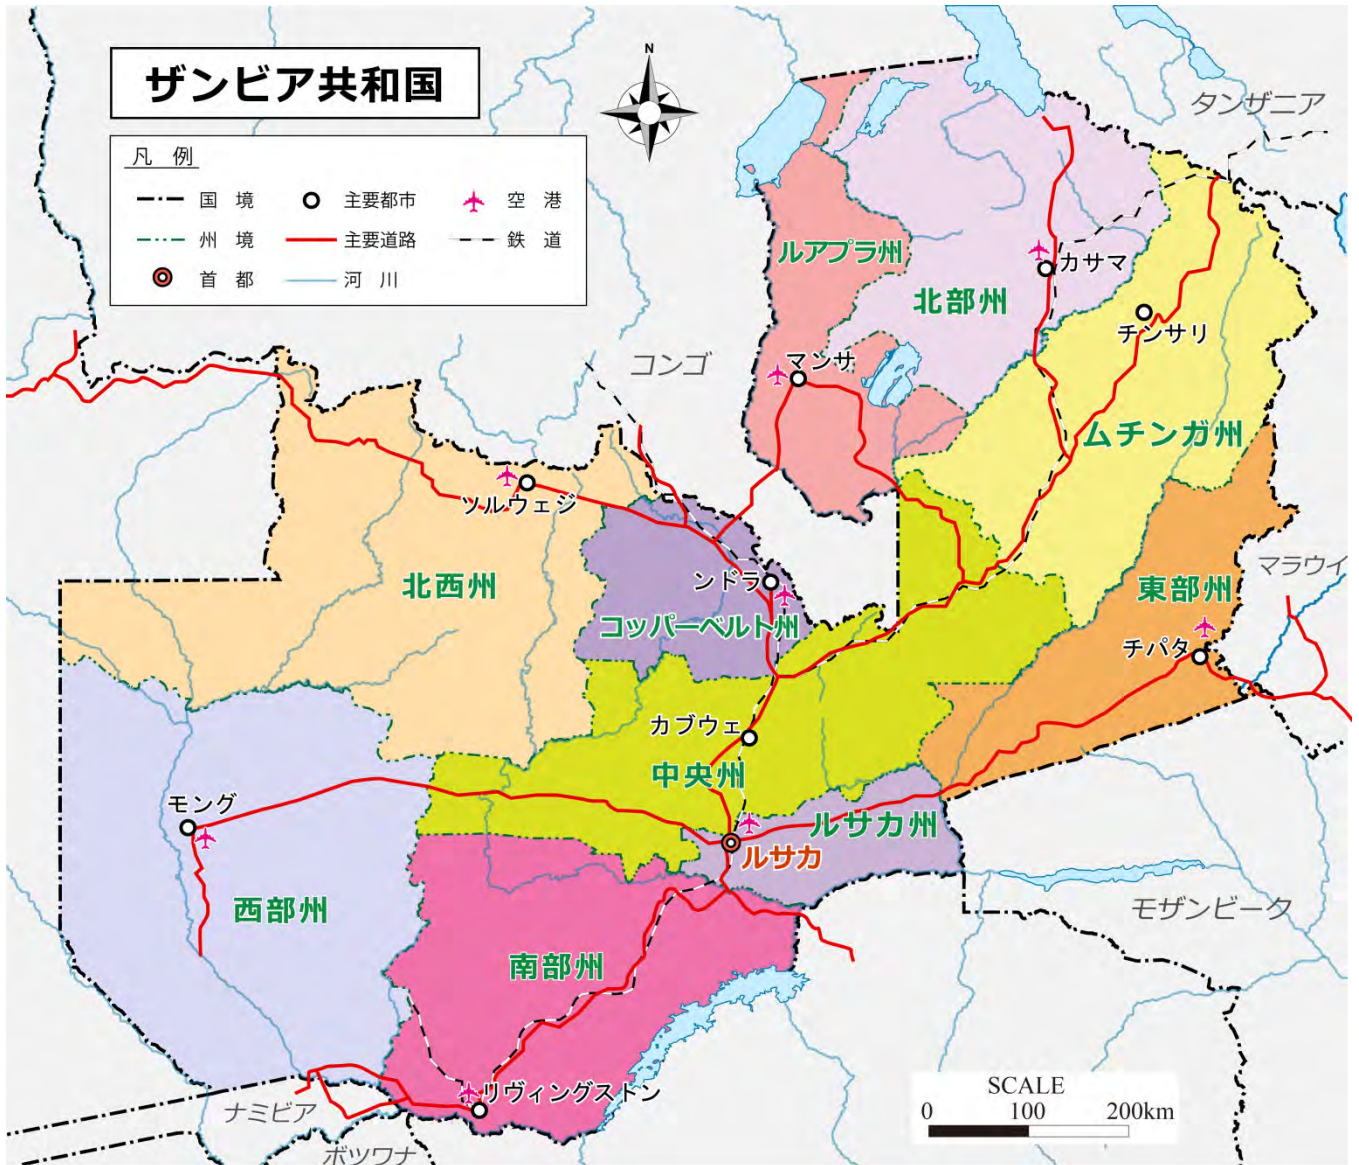 ザンビア共和国
N
凡 例
国 境
主要都市
空 港
州 境
主要道路
鉄 道
首 都
河 川
タンザニア
ルアプラ州
カサマ
北部州
チンサリ
コンゴ
マンサ
ムチンガ州
ソルウェジ
北西州
ンドラ
コッパーベルト州
東部州
マラウイ
チパタ
カブウェ
中央州
モング
ルサカ州
ルサカ
西部州
モザンビーク
南部州
リヴィングストン
ナミビア
ボツワナ
SCALE
0 100 200km